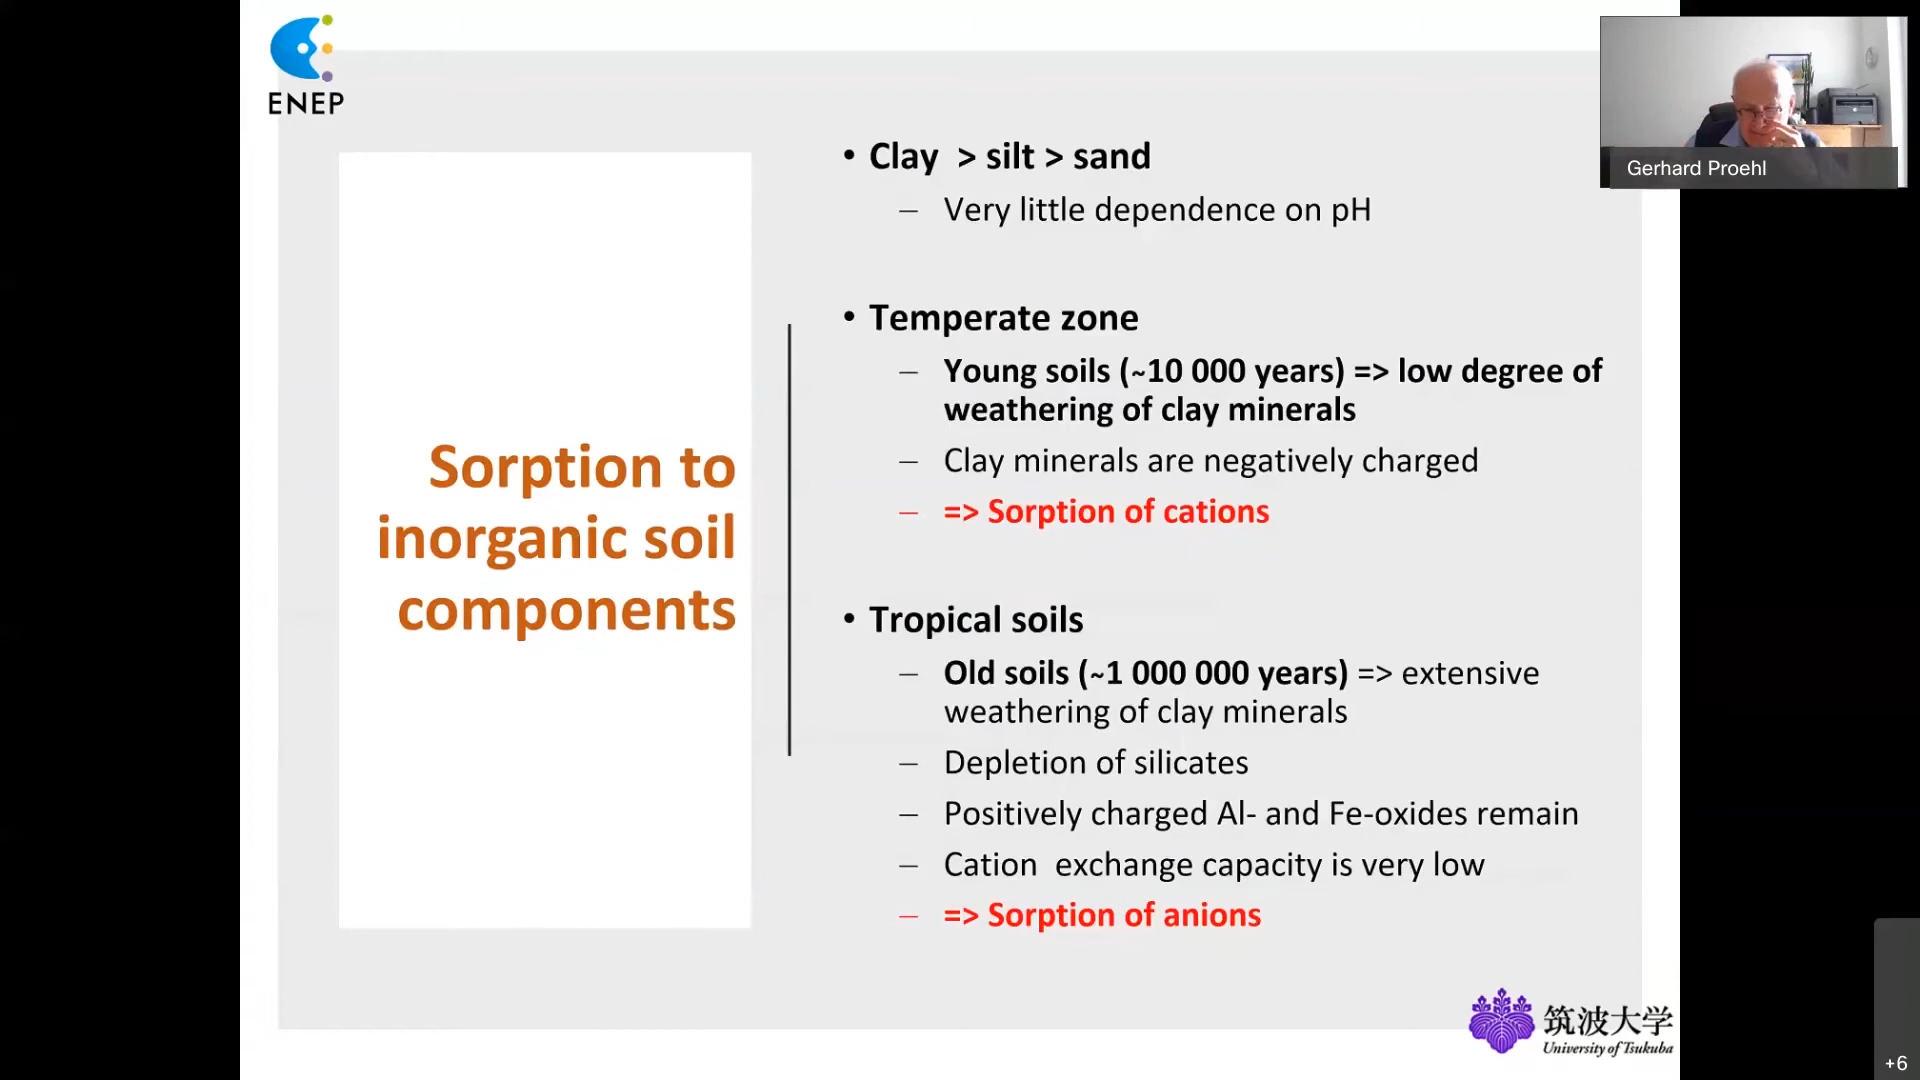 ENEP
Gerhard Proehl
Sorption to
inorganic soil
components
• Clay  > silt > sand
– Very little dependence on pH
• Temperate zone
– Young soils (~10 000 years) => low degree of
weathering of clay minerals
– Clay minerals are negatively charged
– => Sorption of cations
• Tropical soils
– Old soils (~1 000 000 years) => extensive
weathering of clay minerals
– Depletion of silicates
– Positively charged Al- and Fe-oxides remain
– Cation  exchange capacity is very low
– => Sorption of anions
筑波大学
University of Tsukuba
+6